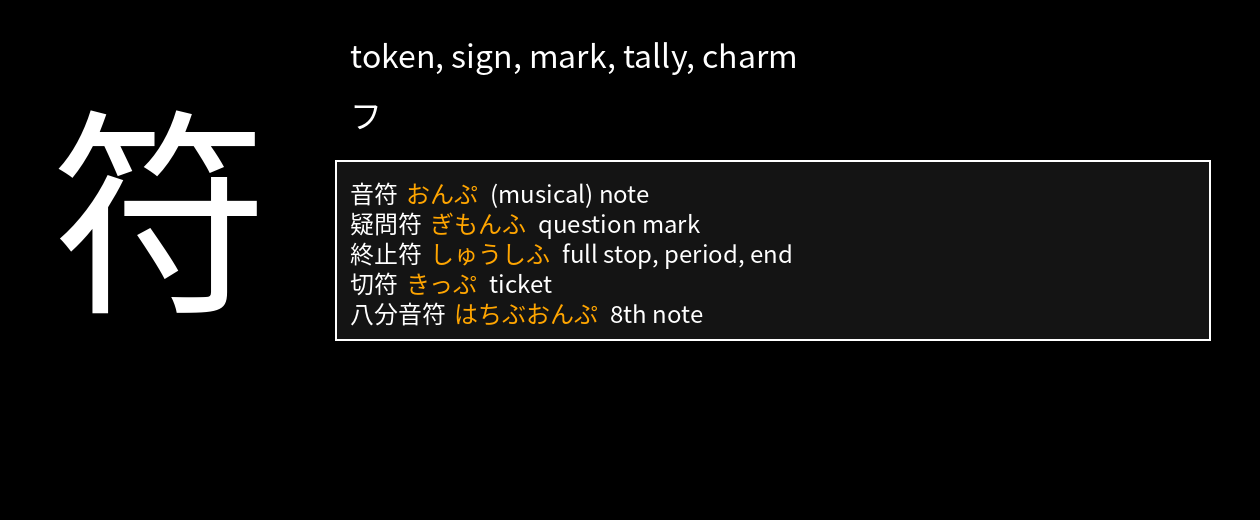 符
token, sign, mark, tally, charm
フ
音符 おんぷ (musical) note
疑問符 ぎもんふ question mark
終止符 しゅうしふ full stop, period, end
切符 きっぷ ticket
八分音符 はちぶおんぷ 8th note